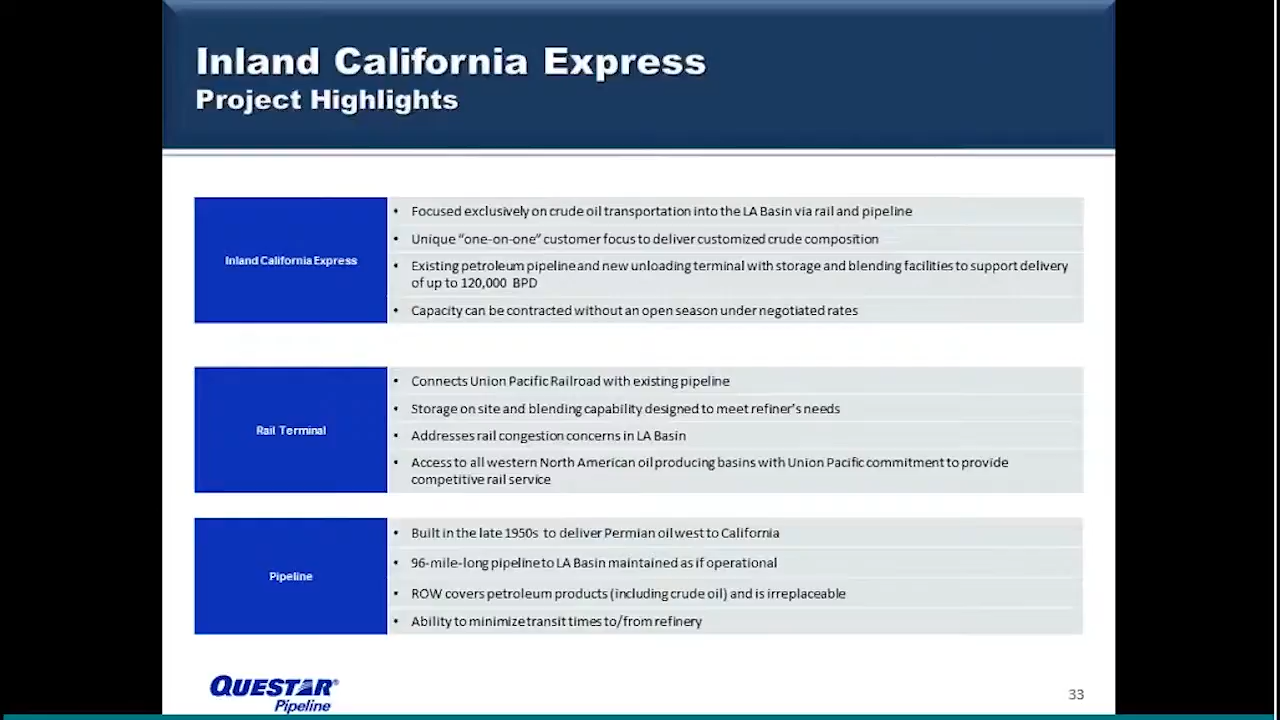 Inland California Express
Project Highlights
Inland California Express
• Focused exclusively on crude oil transportation into the LA Basin via rail and pipeline
• Unique “one-on-one” customer focus to deliver customized crude composition
• Existing petroleum pipeline and new unloading terminal with storage and blending facilities to support delivery
of up to 120,000 BPD
• Capacity can be contracted without an open season under negotiated rates
Rail Terminal
• Connects Union Pacific Railroad with existing pipeline
• Storage on site and blending capability designed to meet refiner’s needs
• Addresses rail congestion concerns in LA Basin
• Access to all western North American oil producing basins with Union Pacific commitment to provide
competitive rail service
Pipeline
• Built in the late 1950s to deliver Permian oil west to California
• 96-mile-long pipeline to LA Basin maintained as if operational
• ROW covers petroleum products (including crude oil) and is irreplaceable
• Ability to minimize transit times to/from refinery
QUESTAR®
Pipeline
33